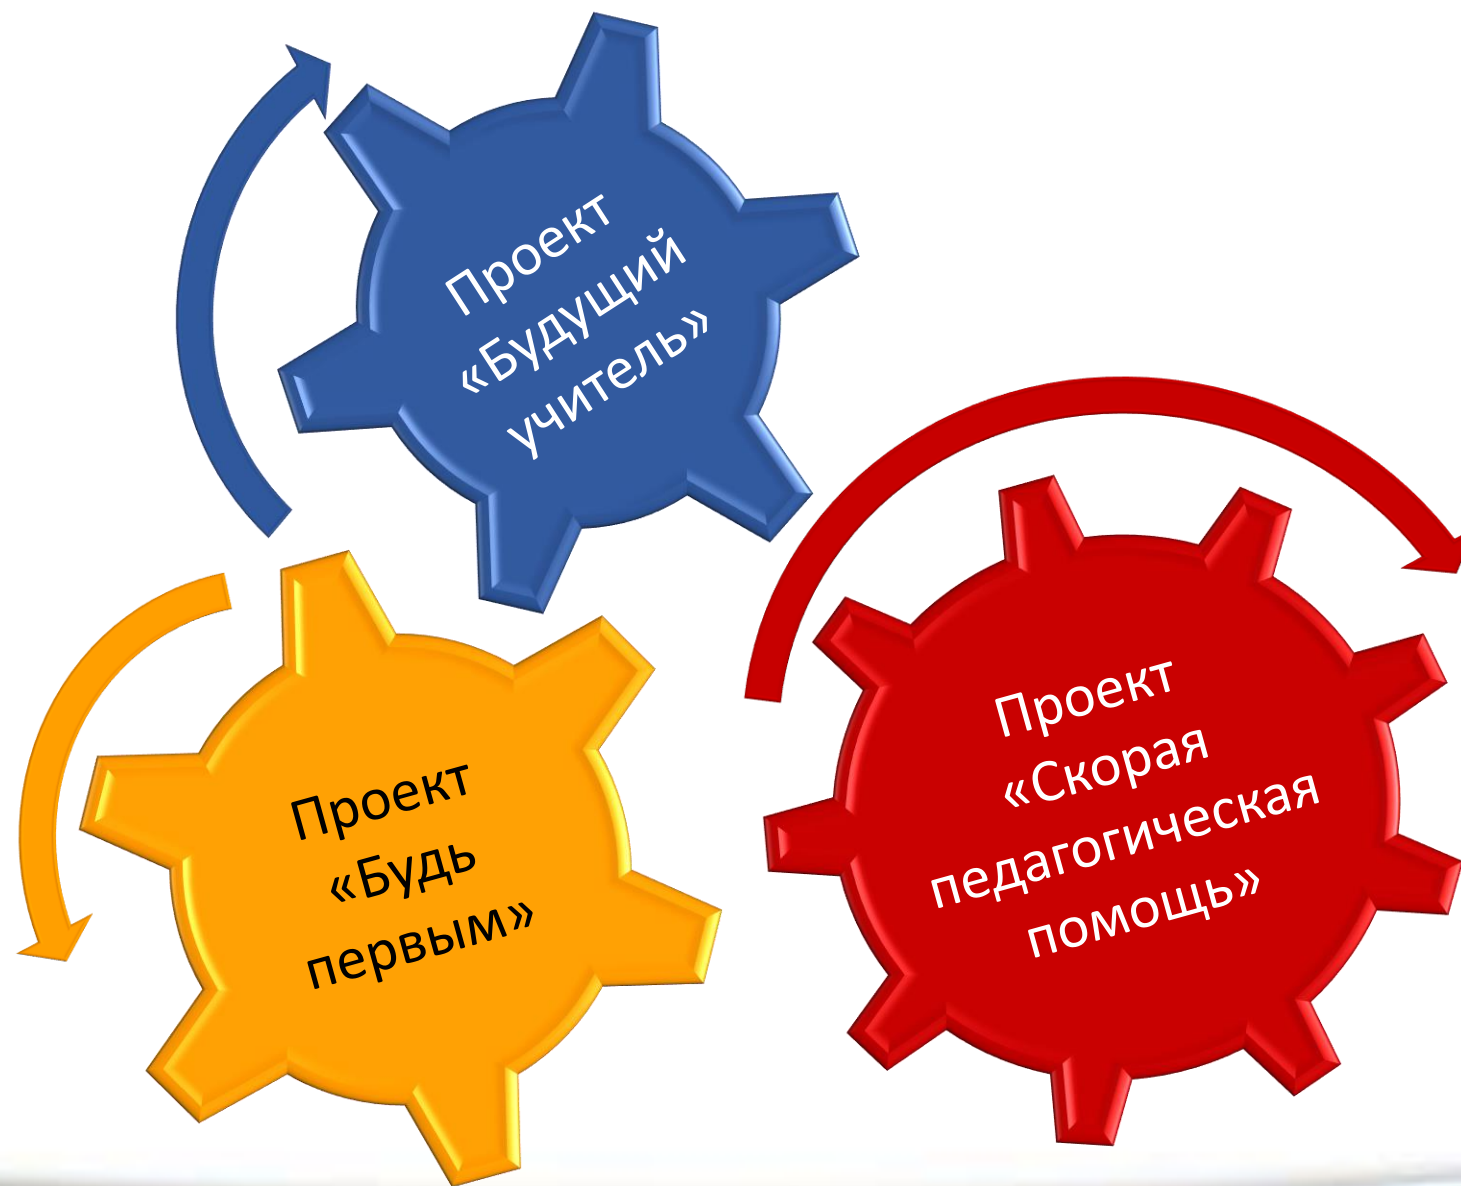 Проект
«Будущий
учитель»
Проект
«Будь
первым»
Проект
«Скорая
педагогическая
помощь»